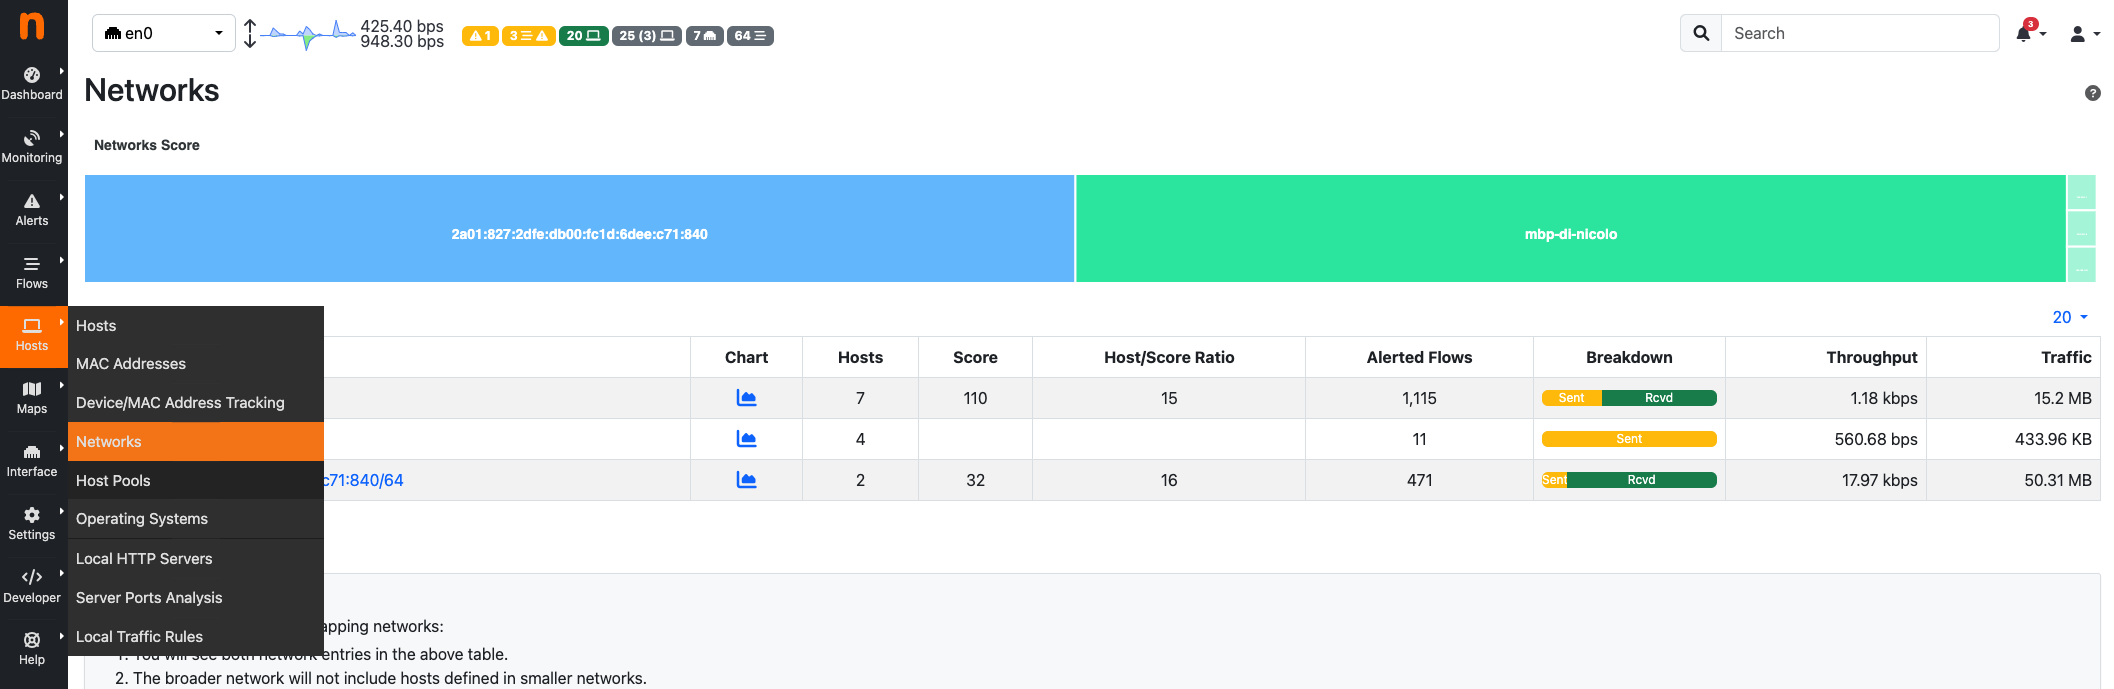 n
en0
425.40 bps
948.30 bps
1
3
20
25 (3)
7
64
Search
3
Dashboard
Monitoring
Alerts
Flows
Hosts
Maps
Interface
Settings
Developer
Help
Networks
?
Networks Score
2a01:827:2dfe:db00:fc1d:6dee:c71:840
mbp-di-nicolo
...
...
...
20
Hosts
MAC Addresses
Device/MAC Address Tracking
Networks
Host Pools
Operating Systems
Local HTTP Servers
Server Ports Analysis
Local Traffic Rules
Chart Hosts Score Host/Score Ratio Alerted Flows Breakdown Throughput Traffic
7 110 15 1,115 Sent Rcvd 1.18 kbps 15.2 MB
4 11 Sent 560.68 bps 433.96 KB
c71:840/64 2 32 16 471 Sent Rcvd 17.97 kbps 50.31 MB
apping networks:
1. You will see both network entries in the above table.
2. The broader network will not include hosts defined in smaller networks.